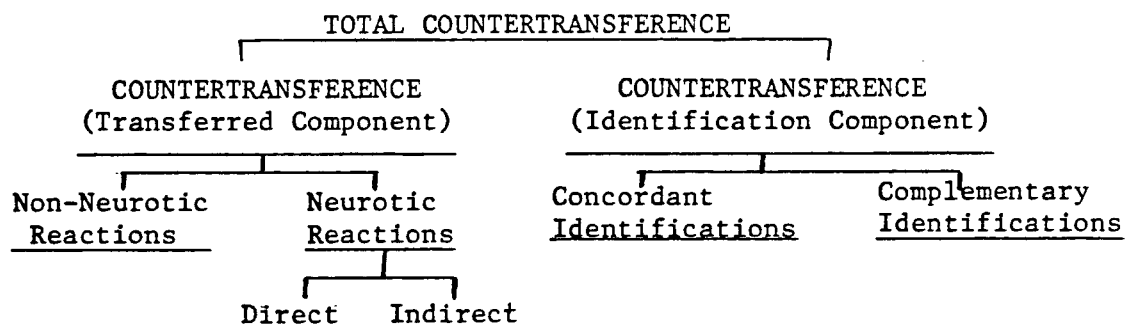 TOTAL COUNTERTRANSFERENCE
COUNTERTRANSFERENCE
(Transferred Component)
COUNTERTRANSFERENCE
(Identification Component)
Non-Neurotic
Reactions
Neurotic
Reactions
Concordant
Identifications
Complementary
Identifications
Direct Indirect